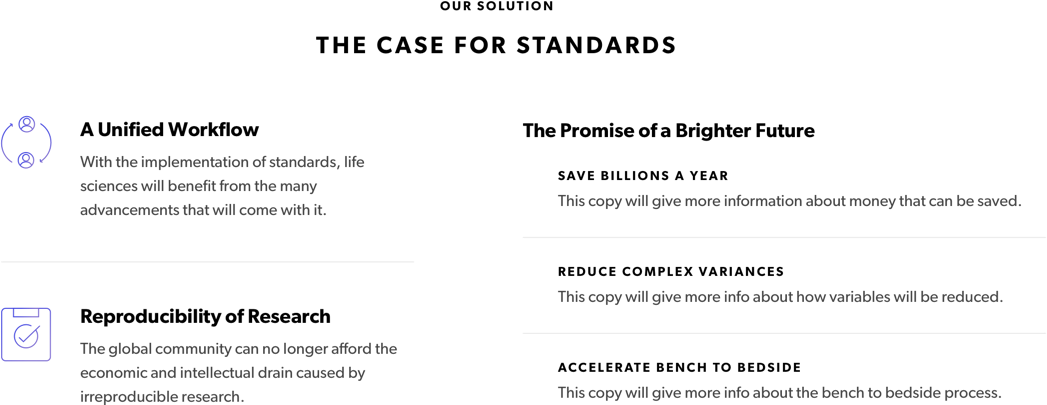 OUR SOLUTION
THE CASE FOR STANDARDS
A Unified Workflow
With the implementation of standards, life
sciences will benefit from the many
advancements that will come with it.
Reproducibility of Research
The global community can no longer afford the
economic and intellectual drain caused by
irreproducible research.
The Promise of a Brighter Future
SAVE BILLIONS A YEAR
This copy will give more information about money that can be saved.
REDUCE COMPLEX VARIANCES
This copy will give more info about how variables will be reduced.
ACCELERATE BENCH TO BEDSIDE
This copy will give more info about the bench to bedside process.